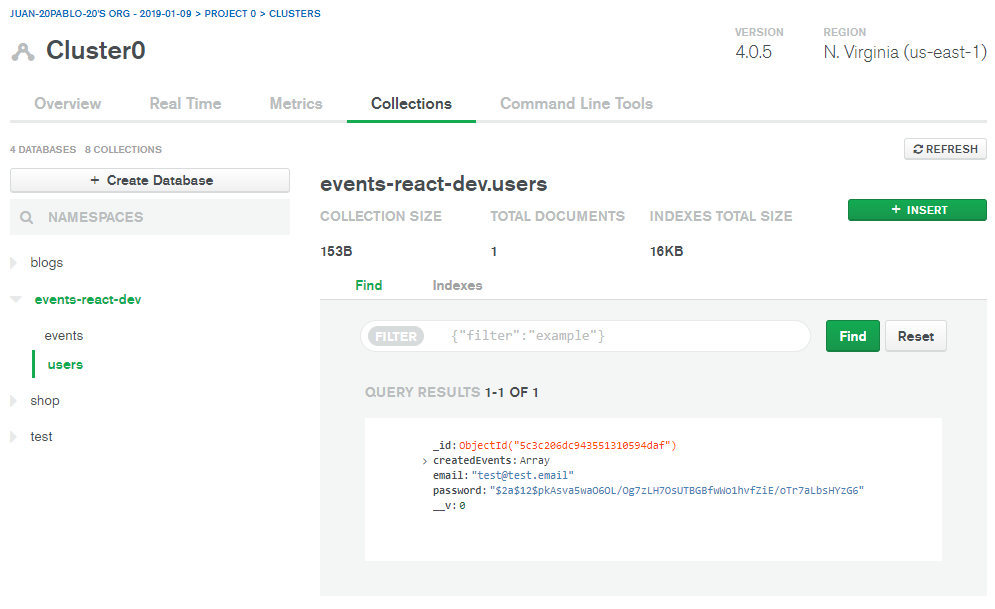 JUAN-20PABLO-20'S ORG - 2019-01-09 > PROJECT 0 > CLUSTERS
Cluster0
VERSION
4.0.5
REGION
N. Virginia (us-east-1)
Overview Real Time Metrics Collections Command Line Tools
4 DATABASES 8 COLLECTIONS
REFRESH
+ Create Database
NAMESPACES
blogs
events-react-dev
events
users
shop
test
events-react-dev.users
COLLECTION SIZE TOTAL DOCUMENTS INDEXES TOTAL SIZE
+ INSERT
153B 1 16KB
Find Indexes
FILTER {"filter":"example"}
Find Reset
QUERY RESULTS 1-1 OF 1
_id:ObjectId("5c3c206dc943551310594daf")
> createdEvents:Array
email:"test@test.email"
password:"$2a$12$pkAsva5waO6OL/Og7zLH7OsUTBGBfwWo1hvfZiE/oTr7aLbsHYzG6"
__v:0